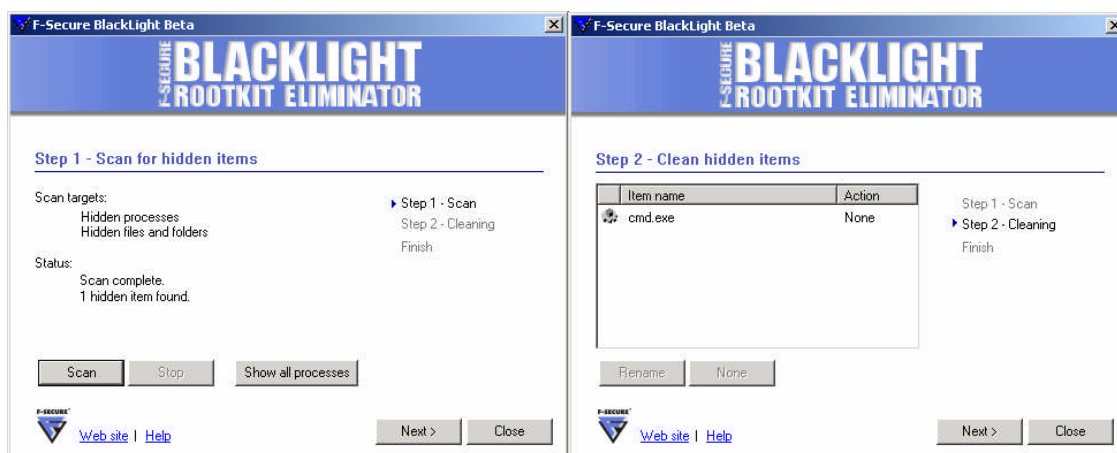 F-Secure BlackLight Beta
F-SECURE
BLACKLIGHT
ROOTKIT ELIMINATOR
Step 1 - Scan for hidden items
Scan targets:
Hidden processes
Hidden files and folders
Status:
Scan complete.
1 hidden item found.
Step 1 - Scan
Step 2 - Cleaning
Finish
Scan Stop Show all processes
F-SECURE
Web site | Help
Next > Close
F-Secure BlackLight Beta
F-SECURE
BLACKLIGHT
ROOTKIT ELIMINATOR
Step 2 - Clean hidden items
Item name Action
cmd.exe None
Step 1 - Scan
Step 2 - Cleaning
Finish
Rename None
F-SECURE
Web site | Help
Next > Close